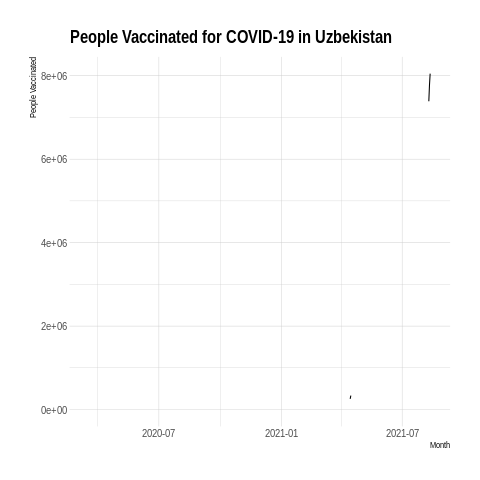 People Vaccinated for COVID-19 in Uzbekistan
People Vaccinated
8e+06
6e+06
4e+06
2e+06
0e+00
2020-07 2021-01 2021-07
Month